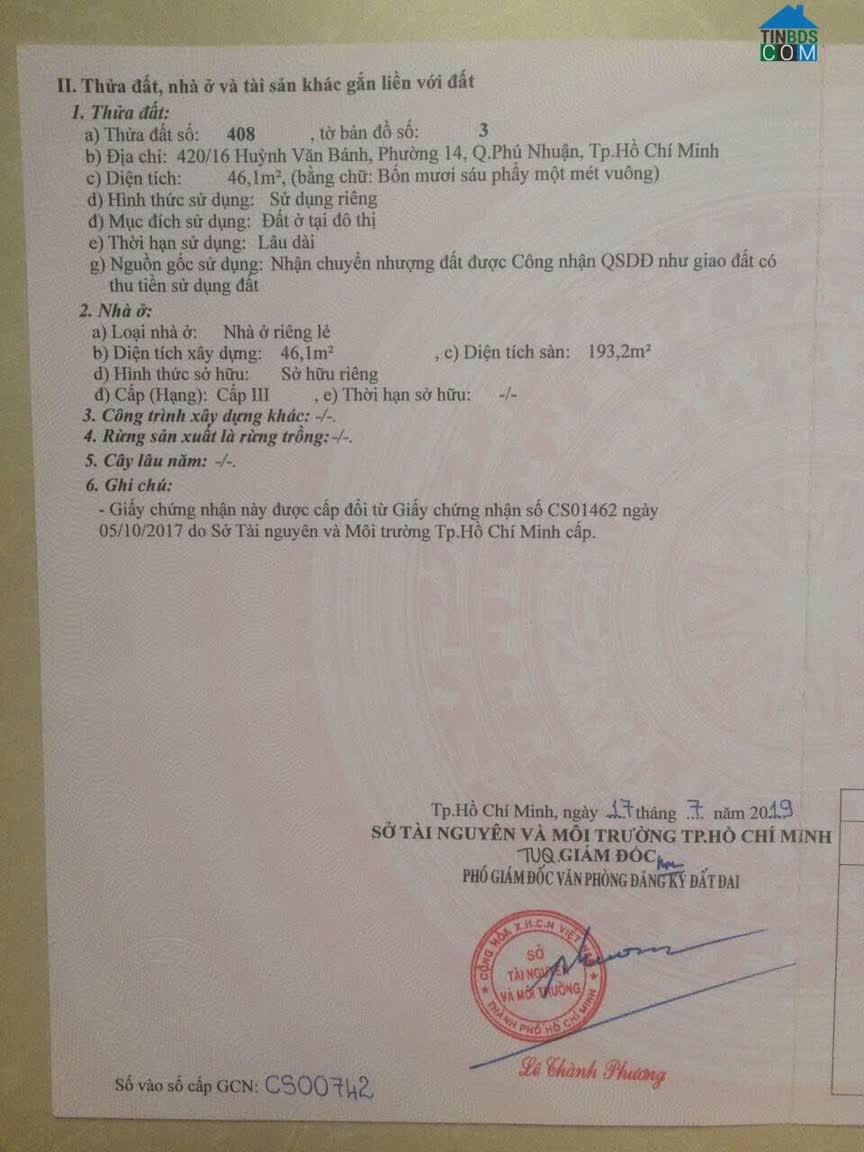 TINBDS
COM
II. Thửa đất, nhà ở và tài sản khác gắn liền với đất
1. Thửa đất:
a) Thửa đất số: 408 , tờ bản đồ số: 3
b) Địa chỉ: 420/16 Huỳnh Văn Bánh, Phường 14, Q.Phú Nhuận, Tp.Hồ Chí Minh
c) Diện tích: 46,1m², (bằng chữ: Bốn mươi sáu phẩy một mét vuông)
d) Hình thức sử dụng: Sử dụng riêng
đ) Mục đích sử dụng: Đất ở tại đô thị
e) Thời hạn sử dụng: Lâu dài
g) Nguồn gốc sử dụng: Nhận chuyển nhượng đất được Công nhận QSDĐ như giao đất có
thu tiền sử dụng đất
2. Nhà ở:
a) Loại nhà ở: Nhà ở riêng lẻ
b) Diện tích xây dựng: 46,1m² , c) Diện tích sàn: 193,2m²
d) Hình thức sở hữu: Sở hữu riêng
đ) Cấp (Hạng): Cấp III , e) Thời hạn sở hữu: -/-
3. Công trình xây dựng khác: -/-.
4. Rừng sản xuất là rừng trồng:-/-.
5. Cây lâu năm: -/-.
6. Ghi chú:
- Giấy chứng nhận này được cấp đổi từ Giấy chứng nhận số CS01462 ngày
05/10/2017 do Sở Tài nguyên và Môi trường Tp.Hồ Chí Minh cấp.
Tp.Hồ Chí Minh, ngày 17 tháng 7 năm 2019
SỞ TÀI NGUYÊN VÀ MÔI TRƯỜNG TP.HỒ CHÍ MINH
TUQ.GIÁM ĐỐC
PHÓ GIÁM ĐỐC VĂN PHÒNG ĐĂNG KÝ ĐẤT ĐAI
CỘNG HÒA X.H.C.N VIỆT NAM
SỞ
TÀI NGUYÊN
VÀ MÔI TRƯỜNG
THÀNH PHỐ HỒ CHÍ MINH
Lê Thành Phương
Số vào sổ cấp GCN: CS00742